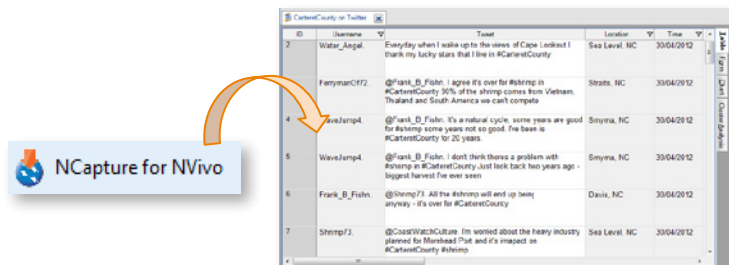 CarteretCounty on Twitter
ID Username Tweet Location Time
2 Water_Angel. Everyday when I wake up to the views of Cape Lookout I Sea Level, NC 30/04/2012
thank my lucky stars that I live in #CarteretCounty
FerrymanOf72. @Frank_B_Fishn. I agree it's over for #shrimp in Straits, NC 30/04/2012
#CarteretCounty 90% of the shrimp comes from Vietnam,
Thailand and South America we can't compete
4 WaveJump4. @Frank_B_Fishn. It's a natural cycle, some years are good Smyrna, NC 30/04/2012
for #shrimp some years not so good. I've been is
#CarteretCounty for 20 years.
5 WaveJump4. @Frank_B_Fishn. I don't think theres a problem with Smyrna, NC 30/04/2012
#shrimp in #CarteretCounty Just look back two years ago -
biggest harvest I've ever seen
6 Frank_B_Fishn. @Shrimp73. All the #shrimp will end up being Davis, NC 30/04/2012
anyway - it's over for #CarteretCounty
7 Shrimp73. @CoastWatchCulture. I'm worried about the heavy industry Sea Level, NC 30/04/2012
planned for Morehead Port and it's imapact on
#CarteretCounty #shrimp
Table
Form
Chart
Cluster Analysis
NCapture for NVivo